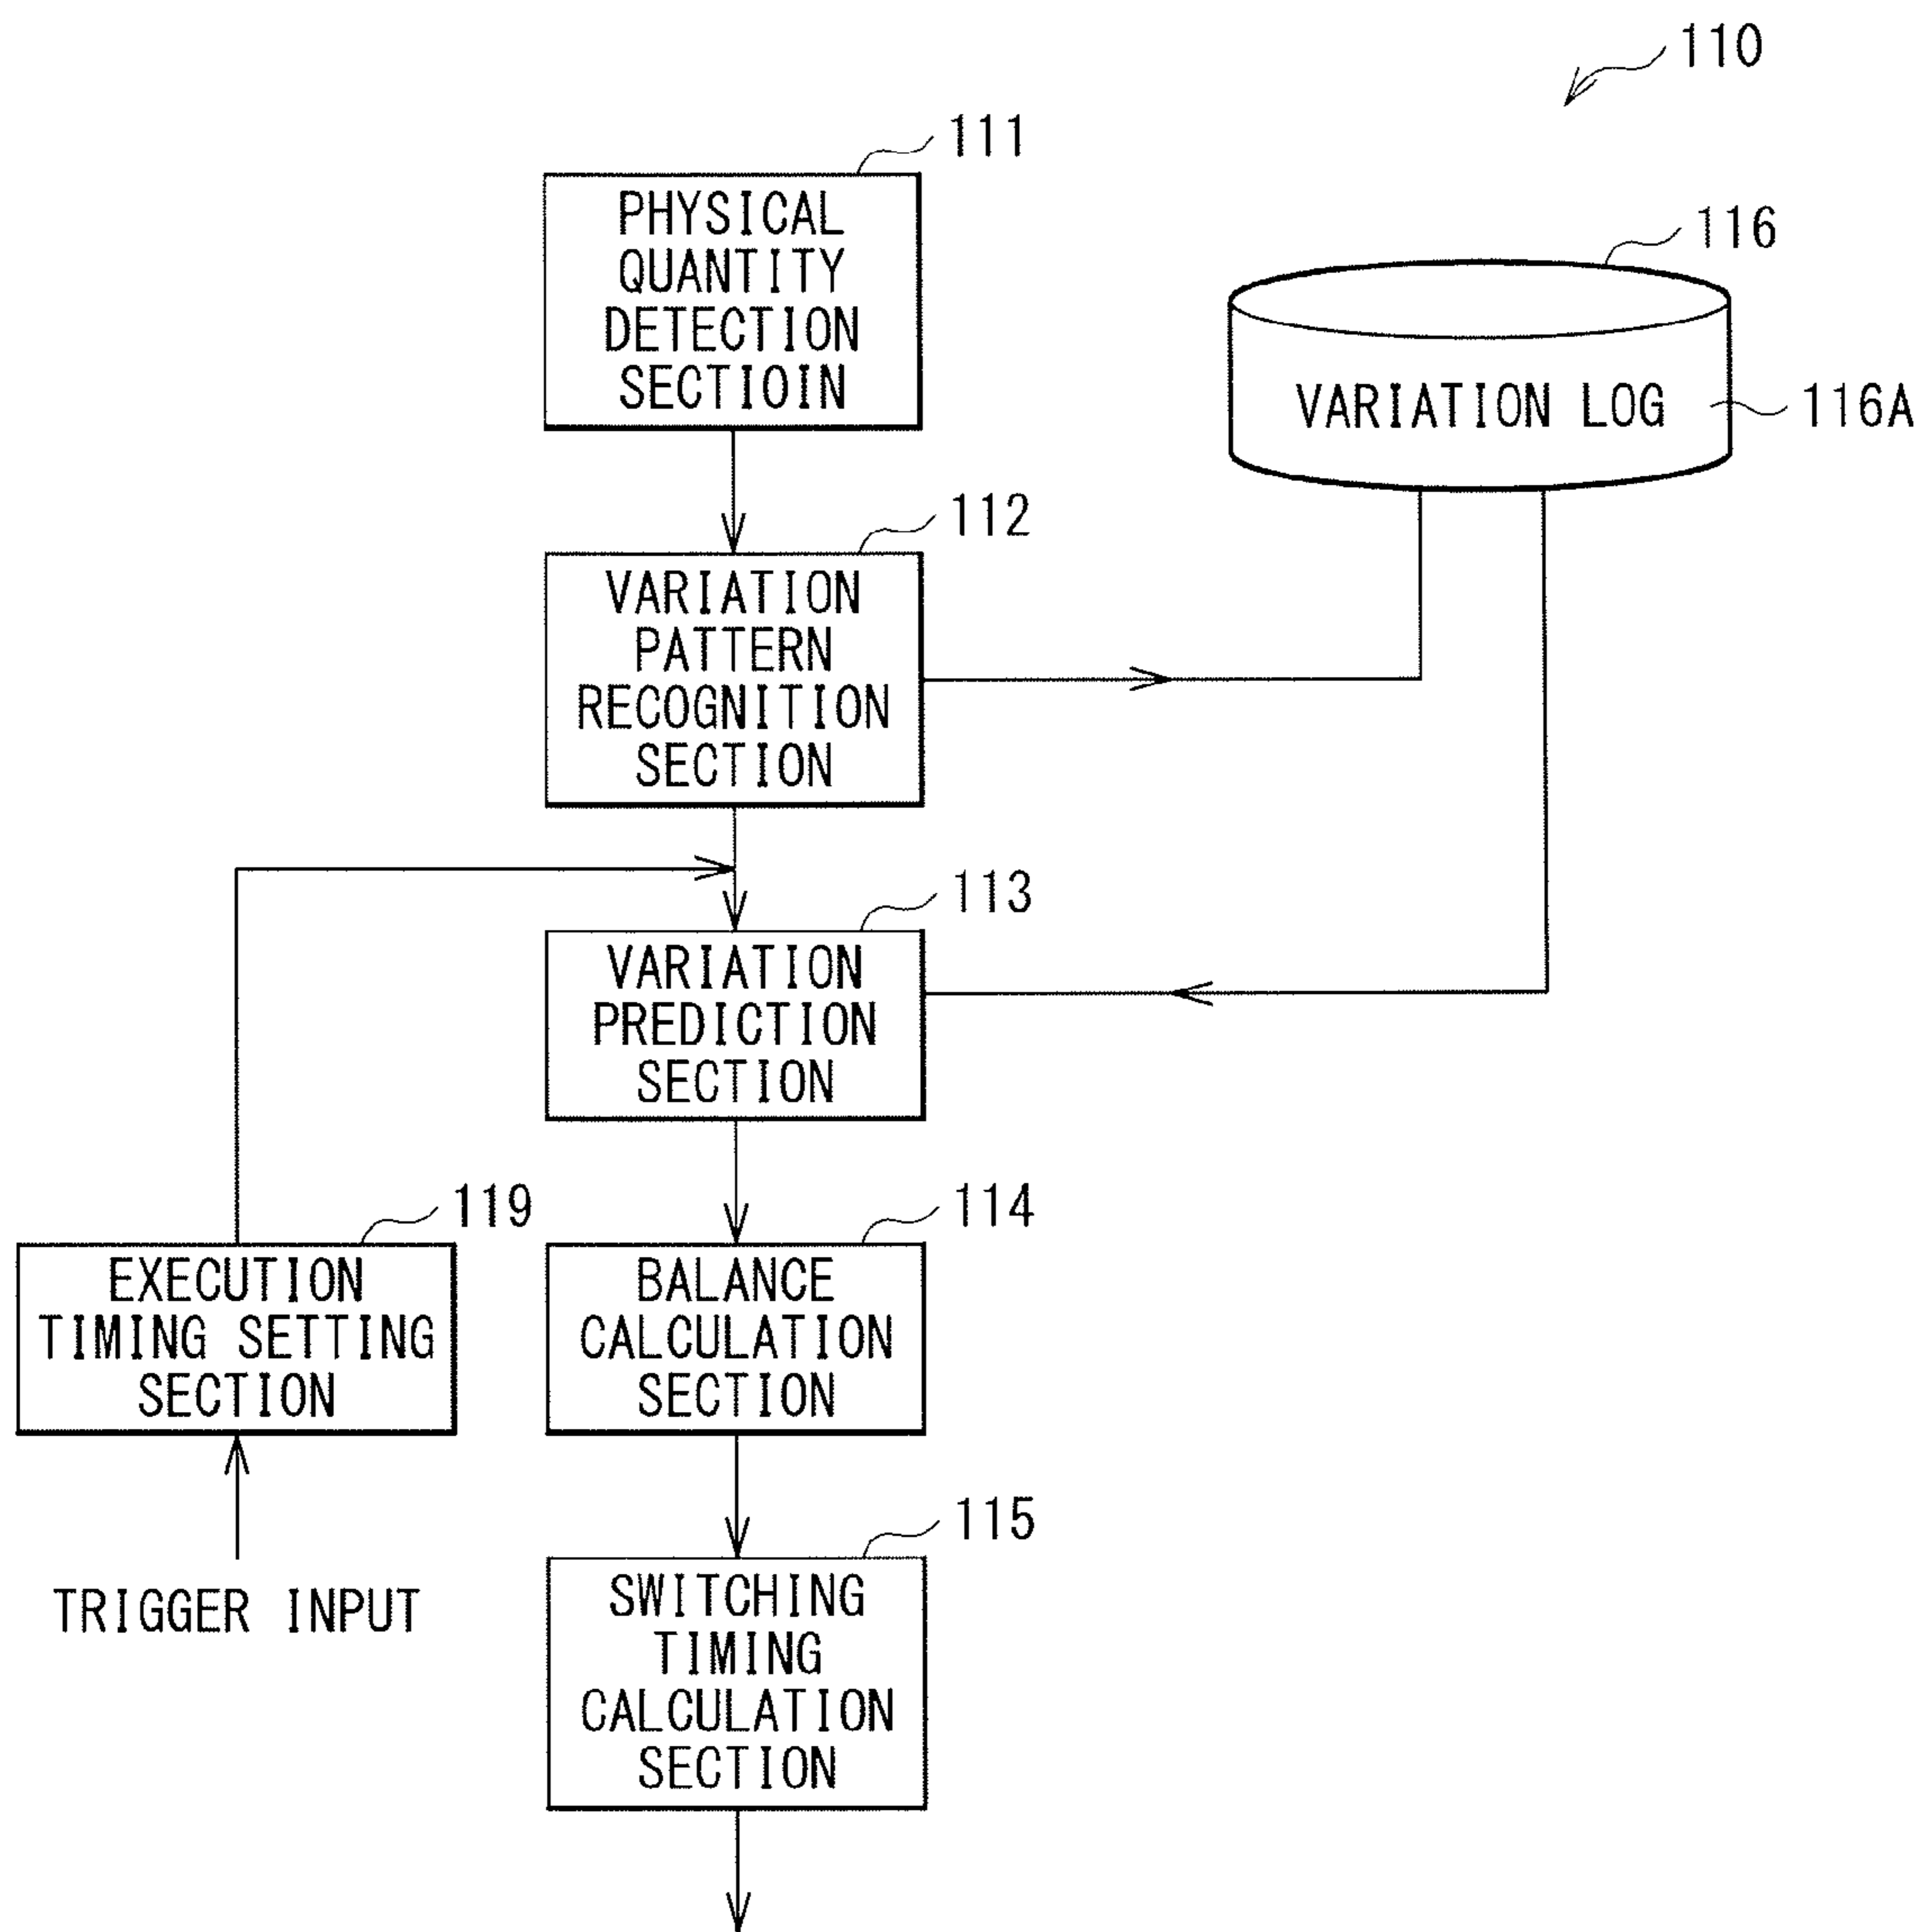 110
111
PHYSICAL
QUANTITY
DETECTION
SECTIOIN
116
VARIATION LOG
116A
112
VARIATION
PATTERN
RECOGNITION
SECTION
113
VARIATION
PREDICTION
SECTION
119
EXECUTION
TIMING SETTING
SECTION
TRIGGER INPUT
114
BALANCE
CALCULATION
SECTION
115
SWITCHING
TIMING
CALCULATION
SECTION